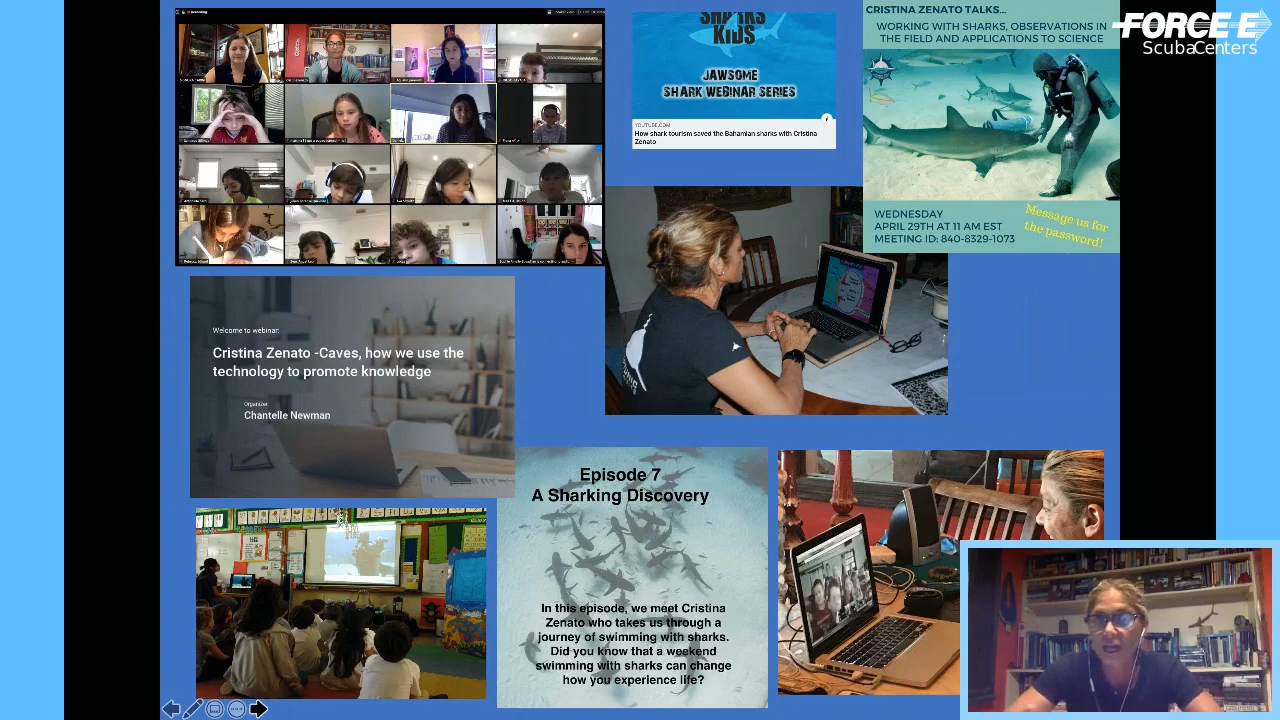 SHARKS
KIDS
JAWSOME
SHARK WEBINAR SERIES
YOUTUBE.COM
How shark tourism saved the Bahamian sharks with Cristina
Zenato
CRISTINA ZENATO TALKS...
WORKING WITH SHARKS, OBSERVATIONS IN
THE FIELD AND APPLICATIONS TO SCIENCE
WEDNESDAY
APRIL 29TH AT 11 AM EST
MEETING ID: 840-8329-1073
Message us for
the password!
FORCE E
ScubaCenters
Welcome to webinar:
Cristina Zenato -Caves, how we use the
technology to promote knowledge
Organizer:
Chantelle Newman
Episode 7
A Sharking Discovery
In this episode, we meet Cristina
Zenato who takes us through a
journey of swimming with sharks.
Did you know that a weekend
swimming with sharks can change
how you experience life?